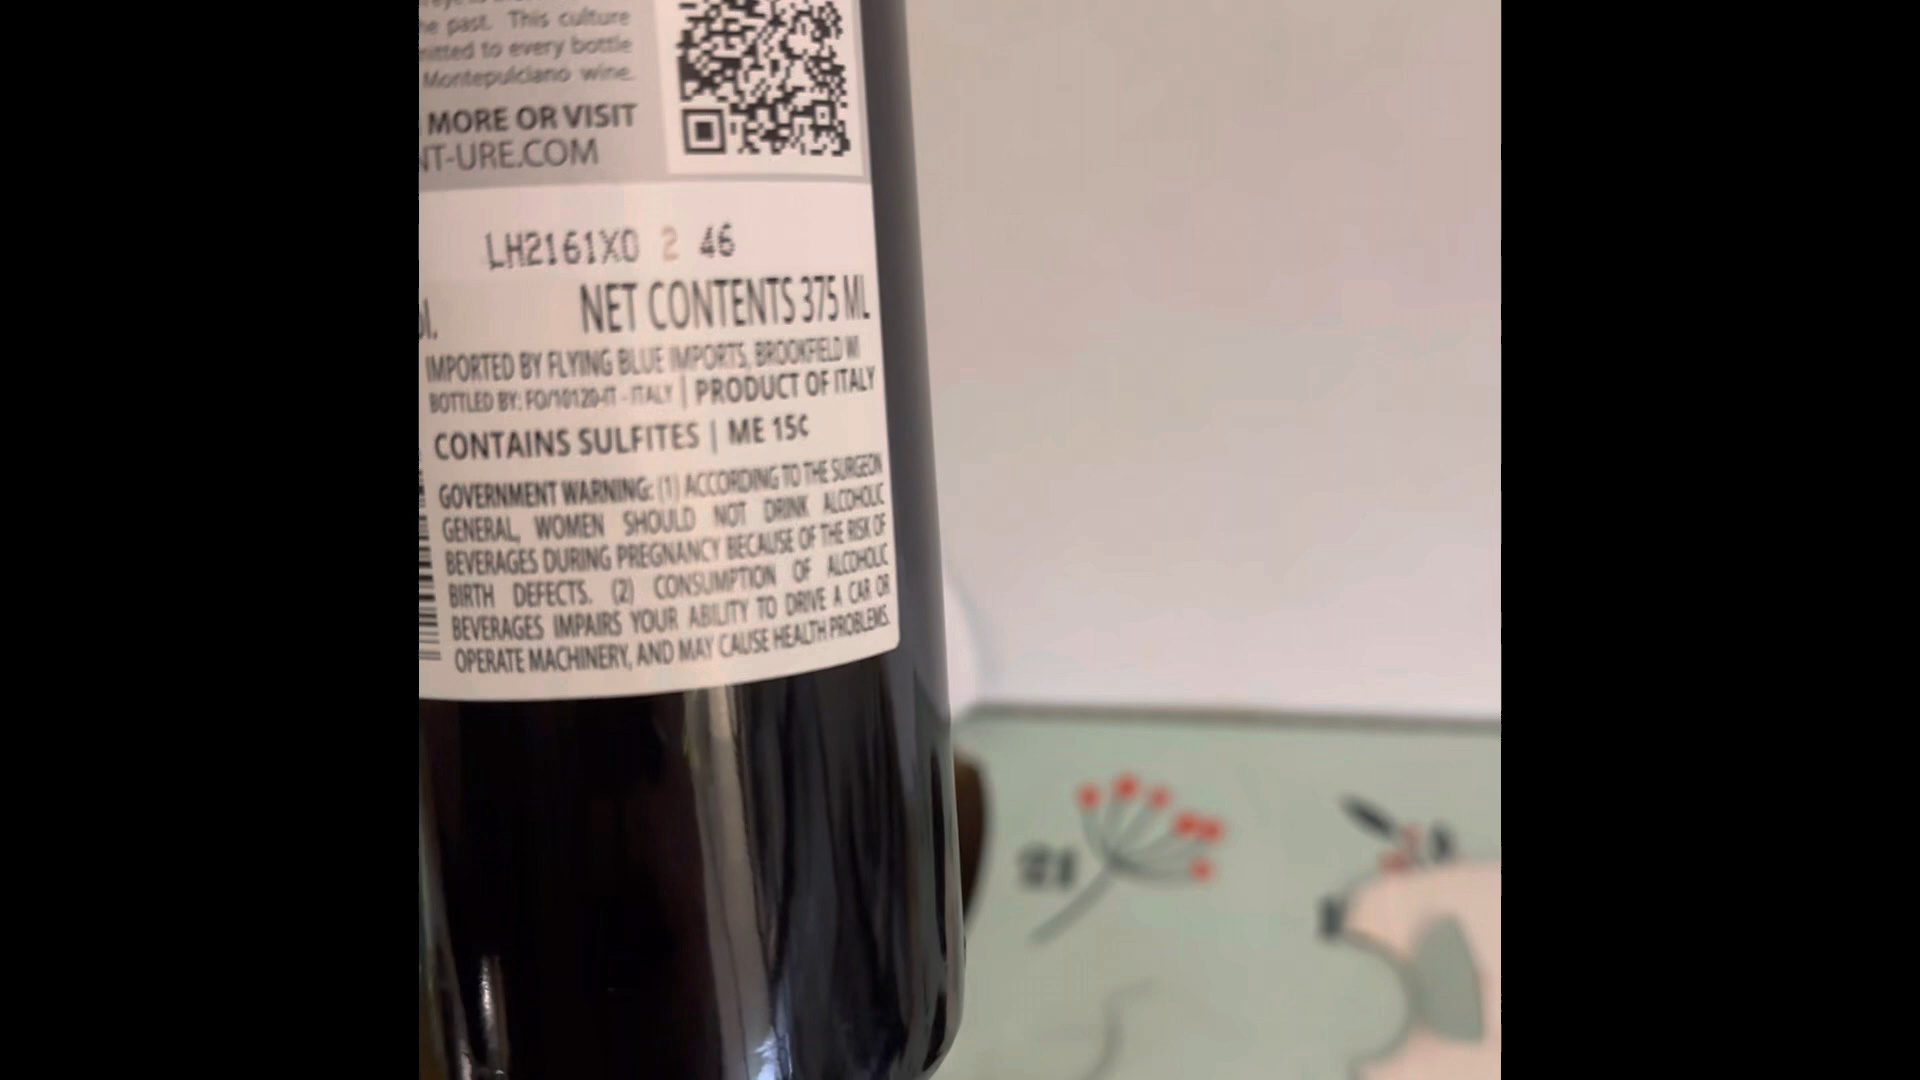 he past. This culture
mitted to every bottle
Montepulciano wine.
MORE OR VISIT
NT-URE.COM
LH2161X0 2 46
ol.
NET CONTENTS 375 ML
IMPORTED BY FLYING BLUE IMPORTS, BROOKFIELD WI
BOTTLED BY: FO/10120-IT - ITALY | PRODUCT OF ITALY
CONTAINS SULFITES | ME 15¢
GOVERNMENT WARNING: (1) ACCORDING TO THE SURGEON
GENERAL, WOMEN SHOULD NOT DRINK ALCOHOLIC
BEVERAGES DURING PREGNANCY BECAUSE OF THE RISK OF
BIRTH DEFECTS. (2) CONSUMPTION OF ALCOHOLIC
BEVERAGES IMPAIRS YOUR ABILITY TO DRIVE A CAR OR
OPERATE MACHINERY, AND MAY CAUSE HEALTH PROBLEMS.